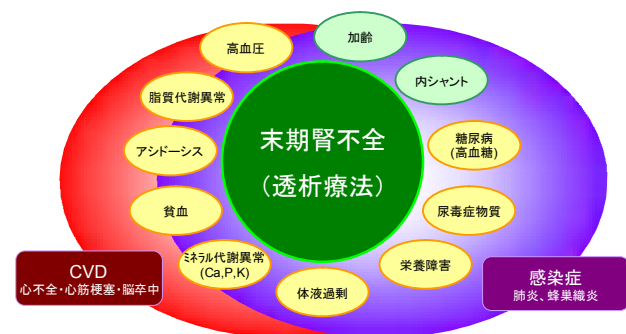 加齢
高血圧
内シャント
脂質代謝異常
末期腎不全
(透析療法)
アシドーシス
糖尿病
(高血糖)
貧血
尿毒症物質
ミネラル代謝異常
(Ca,P,K)
栄養障害
体液過剰
CVD
心不全・心筋梗塞・脳卒中
感染症
肺炎、蜂巣織炎